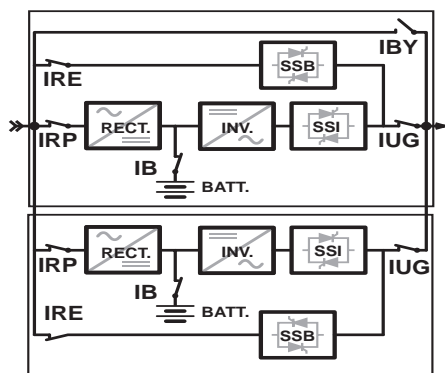 IBY
IRE
SSB
IRP
RECT.
INV.
SSI
IUG
IB
BATT.
IRP
RECT.
INV.
SSI
IUG
IB
IRE
BATT.
SSB